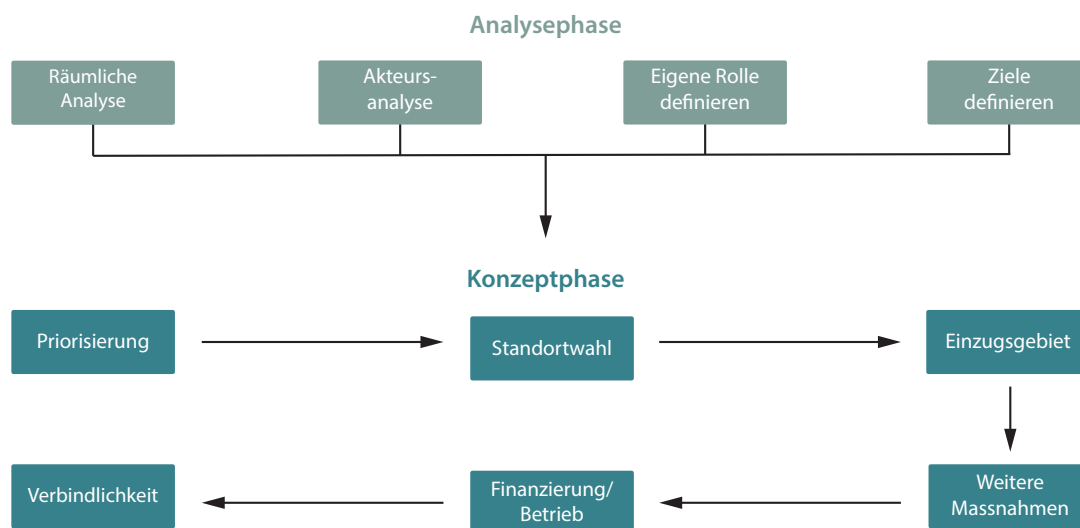 Analysephase
Räumliche
Analyse
Akteurs-
analyse
Eigene Rolle
definieren
Ziele
definieren
Konzeptphase
Priorisierung
Standortwahl
Einzugsgebiet
Weitere
Massnahmen
Finanzierung/
Betrieb
Verbindlichkeit